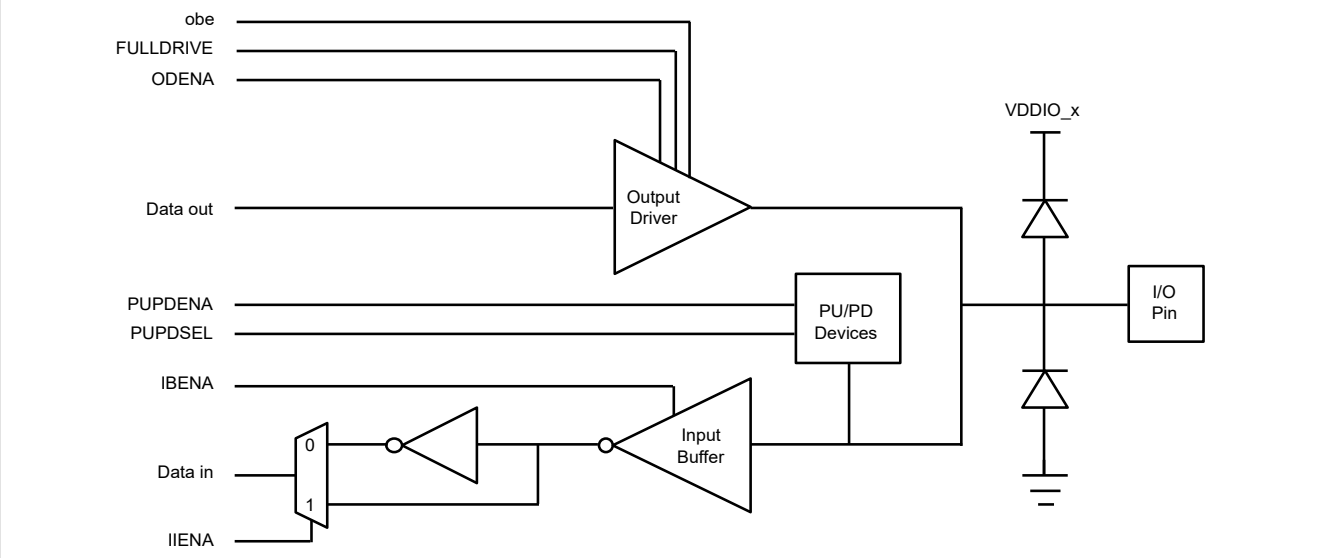 obe
FULLDRIVE
ODENA
VDDIO_x
Data out
Output
Driver
PUPDENA
PUPDSEL
PU/PD
Devices
I/O
Pin
IBENA
Input
Buffer
0
Data in
1
IIENA